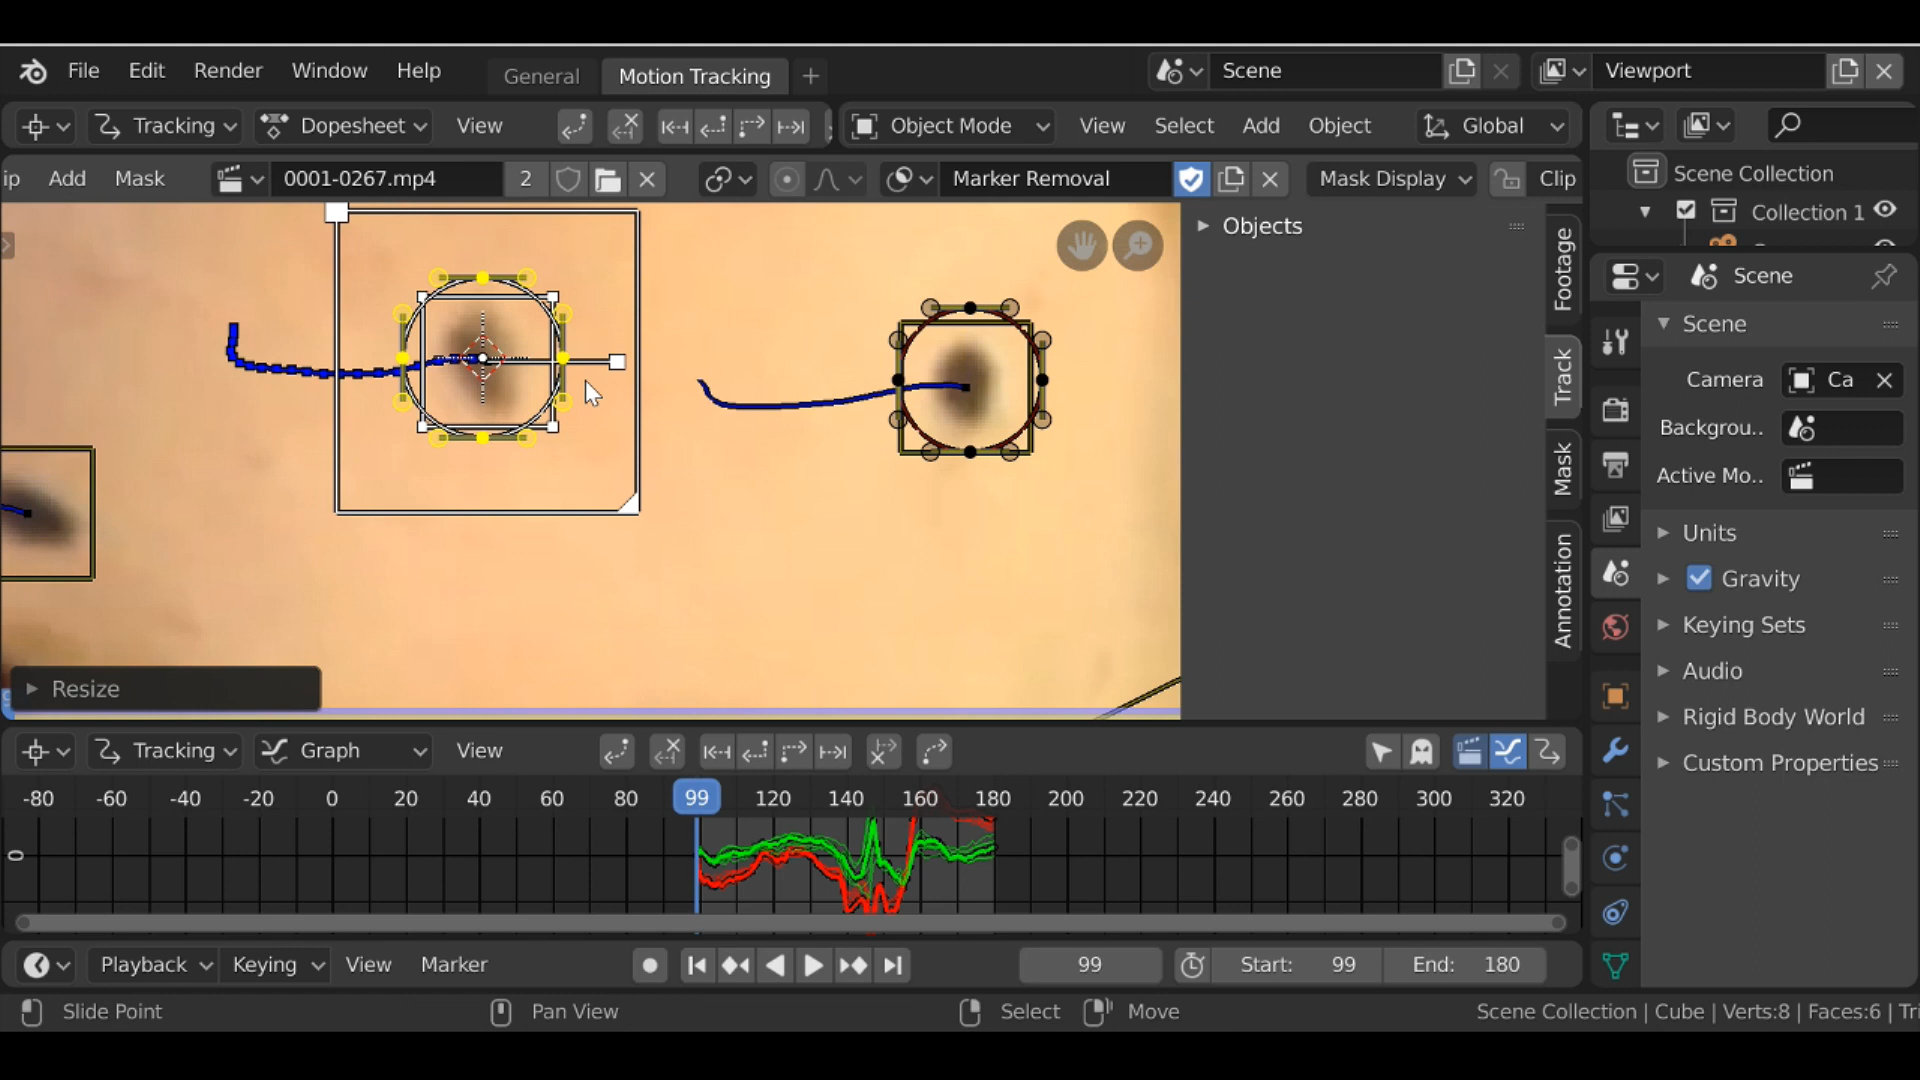 File Edit Render Window Help General Motion Tracking + Scene Viewport
Tracking Dopesheet View Object Mode View Select Add Object Global
ip Add Mask 0001-0267.mp4 2 Marker Removal Mask Display Clip
Scene Collection
Collection 1
Objects
Footage
Track
Mask
Annotation
Scene
Scene
Camera Ca
Backgrou..
Active Mo..
Units
Gravity
Keying Sets
Audio
Rigid Body World
Custom Properties
Resize
Tracking Graph View
-80 -60 -40 -20 0 20 40 60 80 99 120 140 160 180 200 220 240 260 280 300 320
0
Playback Keying View Marker 99 Start: 99 End: 180
Slide Point Pan View Select Move Scene Collection | Cube | Verts:8 | Faces:6 | Tri